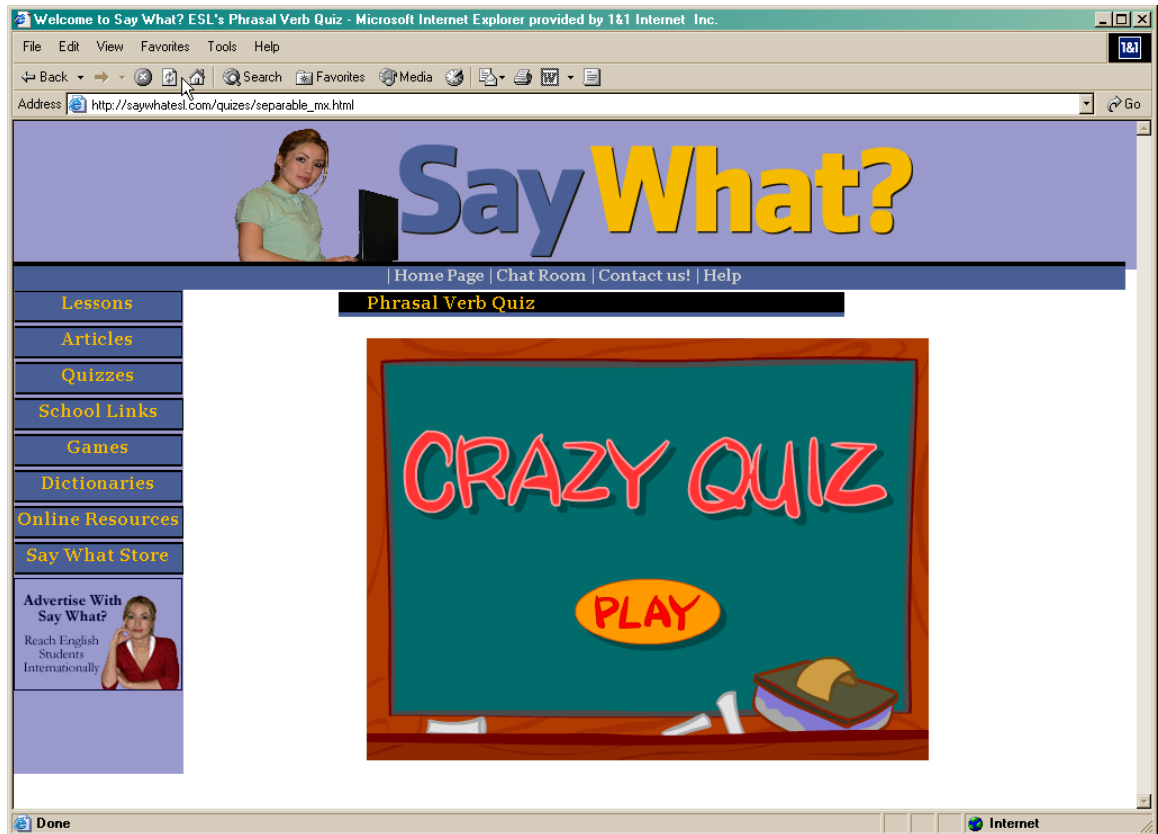 Welcome to Say What? ESL's Phrasal Verb Quiz - Microsoft Internet Explorer provided by 1&1 Internet Inc.
File Edit View Favorites Tools Help
1&1
Back Search Favorites Media
Address http://saywhatesl.com/quizes/separable_mx.html Go
Say What?
| Home Page | Chat Room | Contact us! | Help
Lessons
Articles
Quizzes
School Links
Games
Dictionaries
Online Resources
Say What Store
Advertise With
Say What?
Reach English
Students
Internationally
Phrasal Verb Quiz
CRAZY QUIZ
PLAY
Done Internet